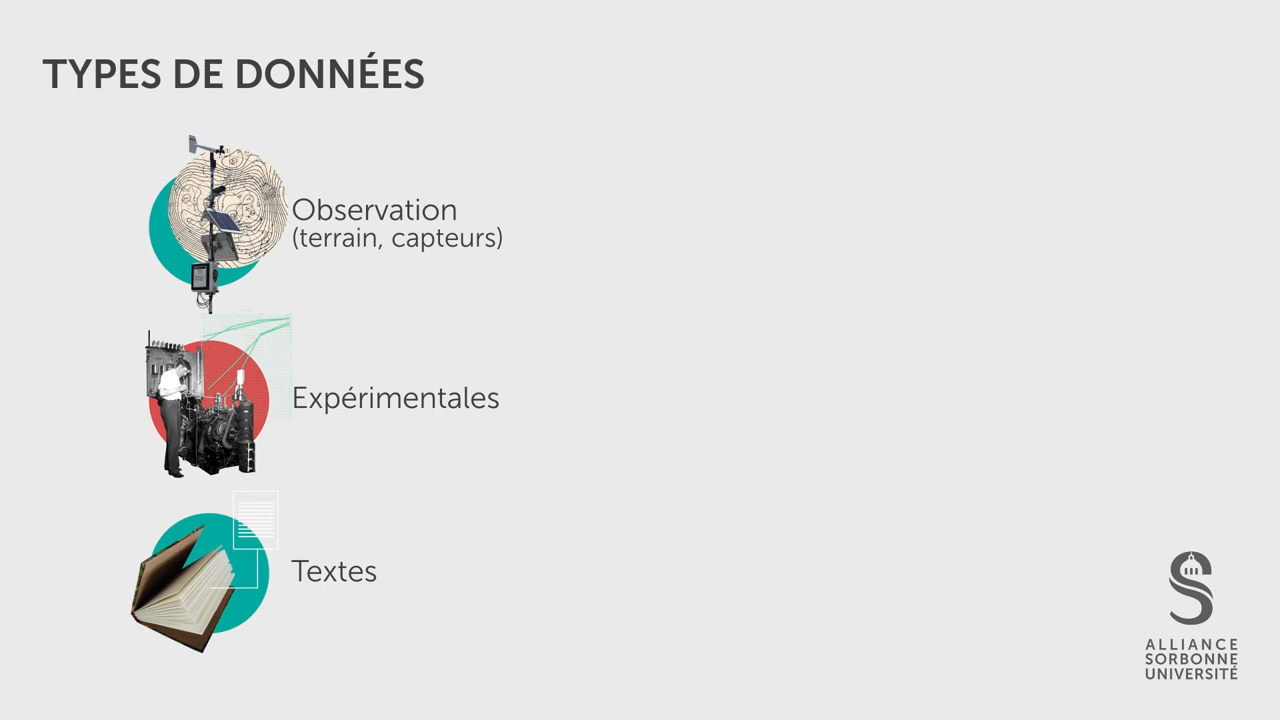 TYPES DE DONNÉES
Observation
(terrain, capteurs)
Expérimentales
Textes
ALLIANCE
SORBONNE
UNIVERSITÉ